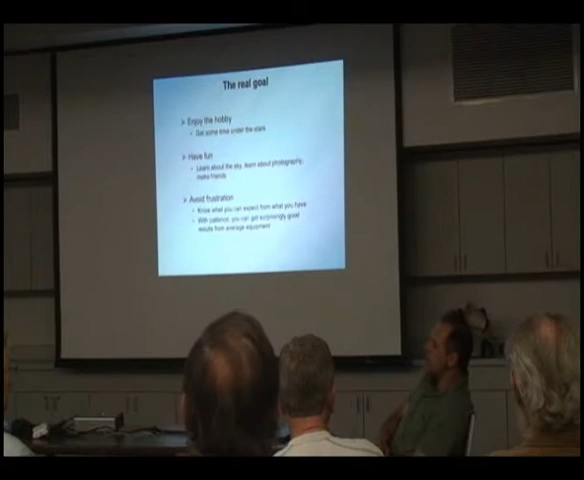 The real goal
➢ Enjoy the hobby
• Get some time under the stars
➢ Have fun
• Learn about the sky, learn about photography,
make friends
➢ Avoid frustration
• Know what you can expect from what you have
• With patience, you can get surprisingly good
results from average equipment